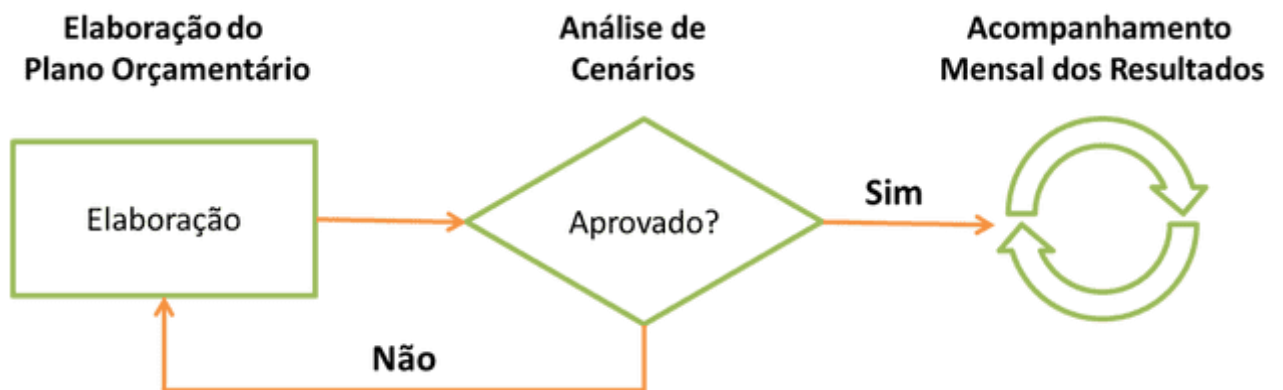 Elaboração do
Plano Orçamentário
Análise de
Cenários
Acompanhamento
Mensal dos Resultados
Elaboração
Aprovado?
Sim
Não